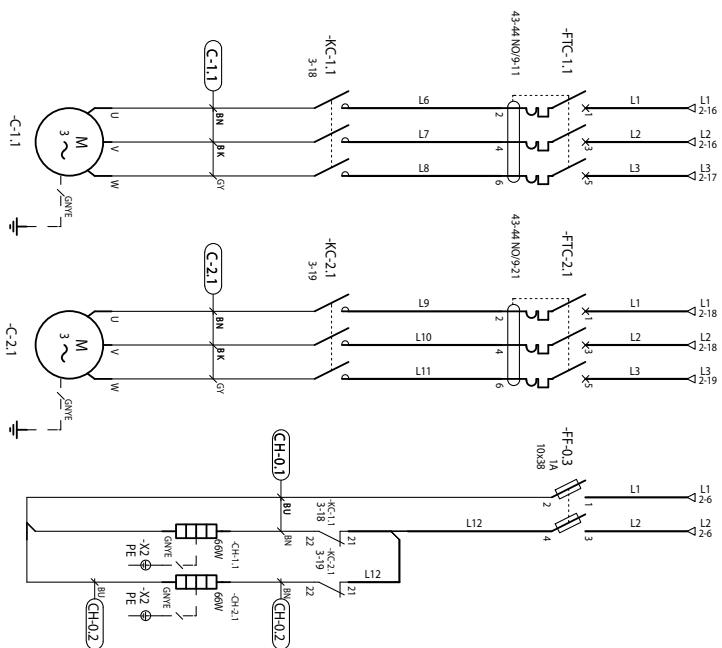 L1
2-16
L2
2-16
L3
2-17
L1
L2
L3
-FTC-1.1
43-44 NO/9-11
1
3
5
2
4
6
L6
L7
L8
-KC-1.1
3-18
C-1.1
BN
BK
GY
U
V
W
M
3
-C-1.1
GNYE
L1
2-18
L2
2-18
L3
2-19
L1
L2
L3
-FTC-2.1
43-44 NO/9-21
1
3
5
2
4
6
L9
L10
L11
-KC-2.1
3-19
C-2.1
BN
BK
GY
U
V
W
M
3
-C-2.1
GNYE
L1
2-6
L2
2-6
L1
L2
-FF-0.3
1A
10x38
1
3
2
4
L12
L12
-KC-1.1
3-18
21
22
-KC-2.1
3-19
21
22
CH-0.1
BU
BN
BN
CH-0.2
-CH-1.1
66W
GNYE
-X2
PE
-CH-2.1
66W
GNYE
-X2
PE
BU
CH-0.2